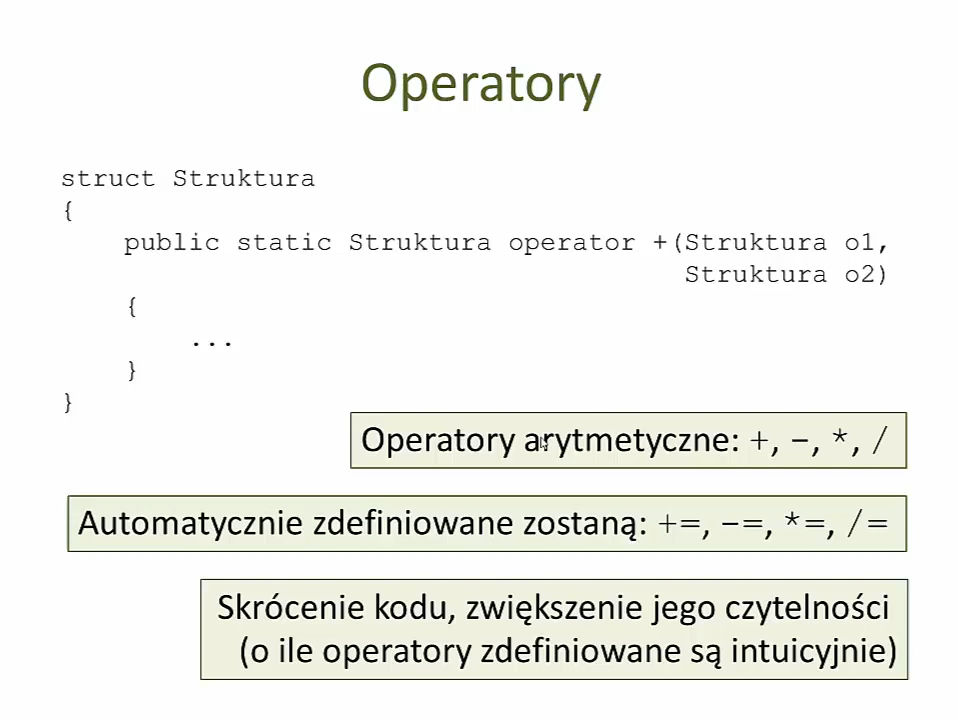 Operatory
struct Struktura
{
    public static Struktura operator +(Struktura o1,
                                       Struktura o2)
    {
        ...
    }
}
Operatory arytmetyczne: +, -, *, /
Automatycznie zdefiniowane zostaną: +=, -=, *=, /=
Skrócenie kodu, zwiększenie jego czytelności
(o ile operatory zdefiniowane są intuicyjnie)